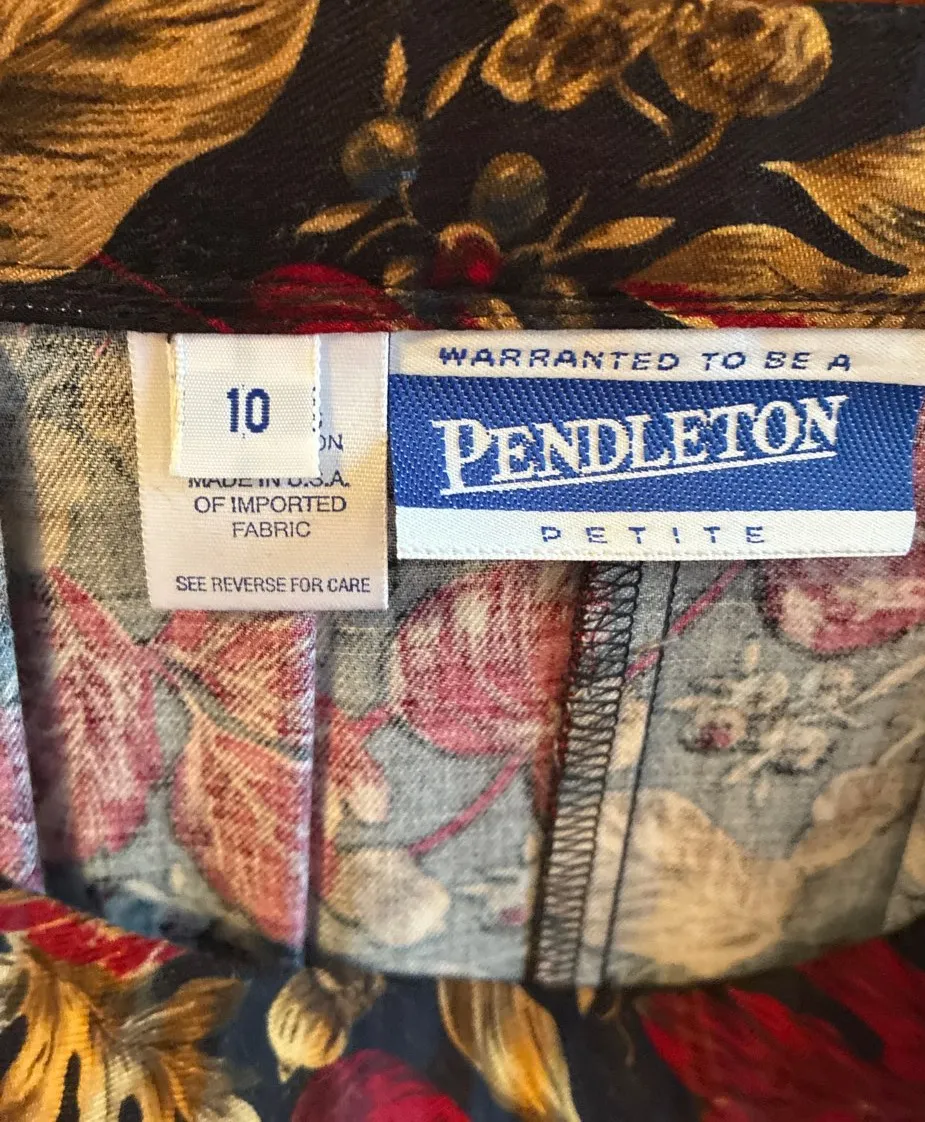 10
MADE IN U.S.A.
OF IMPORTED
FABRIC
SEE REVERSE FOR CARE
WARRANTED TO BE A
PENDLETON
PETITE